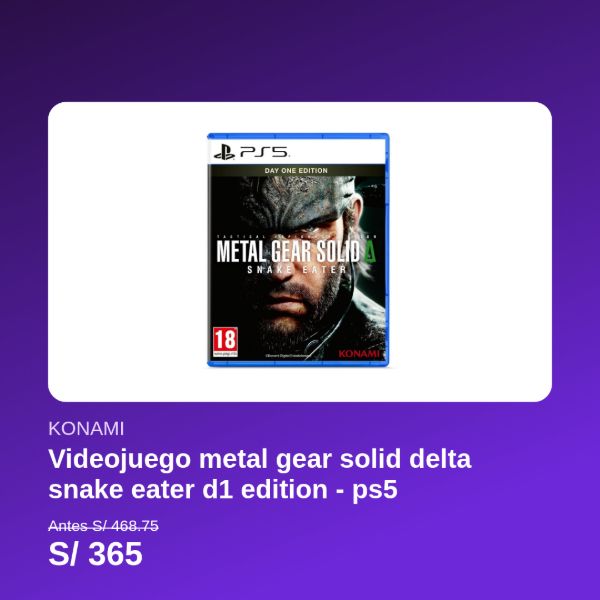 PS5
DAY ONE EDITION
METAL GEAR SOLID Δ
SNAKE EATER
18
KONAMI
KONAMI
Videojuego metal gear solid delta
snake eater d1 edition - ps5
Antes S/ 468.75
S/ 365